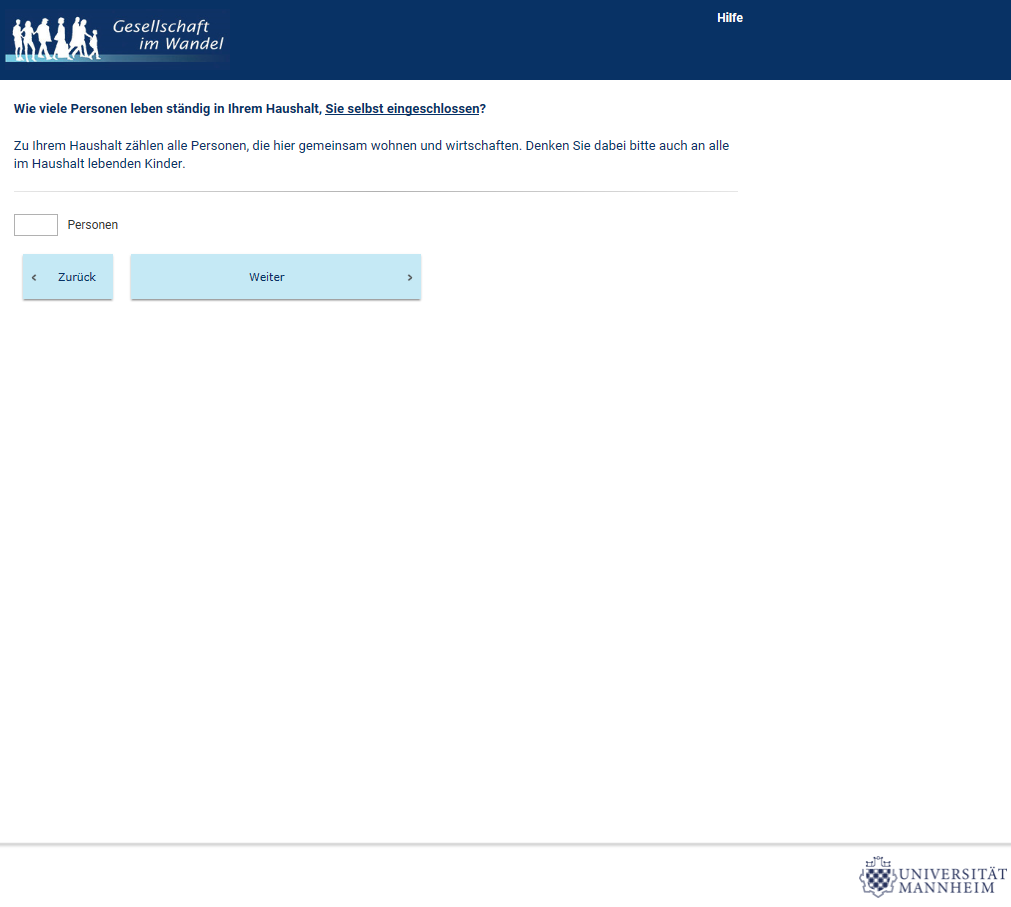 Gesellschaft
im Wandel
Hilfe
Wie viele Personen leben ständig in Ihrem Haushalt, Sie selbst eingeschlossen?
Zu Ihrem Haushalt zählen alle Personen, die hier gemeinsam wohnen und wirtschaften. Denken Sie dabei bitte auch an alle
im Haushalt lebenden Kinder.
Personen
‹ Zurück
Weiter ›
UNIVERSITÄT
MANNHEIM